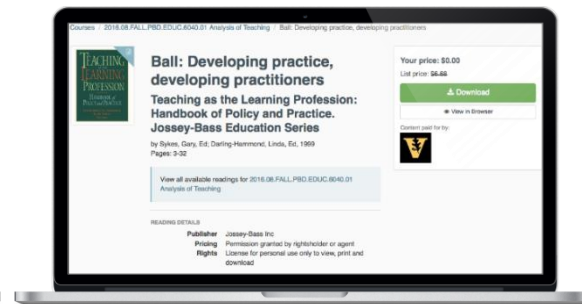 Courses / 2016.08.FALL.PBD.EDUC.6040.01 Analysis of Teaching / Ball: Developing practice, developing practitioners
TEACHING
LEARNING
PROFESSION
Ball: Developing practice,
developing practitioners
Teaching as the Learning Profession:
Handbook of Policy and Practice.
Jossey-Bass Education Series
by Sykes, Gary, Ed; Darling-Hammond, Linda, Ed, 1999
Pages: 3-32
View all available readings for 2016.08.FALL.PBD.EDUC.6040.01
Analysis of Teaching
READING DETAILS
Publisher Jossey-Bass Inc
Pricing Permission granted by rightsholder or agent
Rights License for personal use only to view, print and
download
Your price: $0.00
List price:
Download
View in Browser
Content paid for by:
V